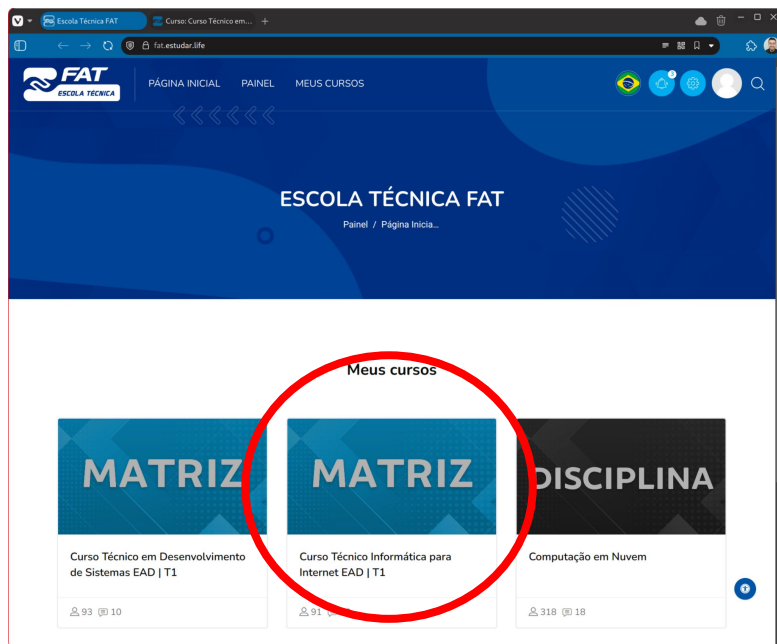 Escola Técnica FAT
Curso: Curso Técnico em...
fat.estudar.life
FAT
ESCOLA TÉCNICA
PÁGINA INICIAL PAINEL MEUS CURSOS
3
ESCOLA TÉCNICA FAT
Painel / Página Inicia...
Meus cursos
MATRIZ
MATRIZ
DISCIPLINA
Curso Técnico em Desenvolvimento
de Sistemas EAD | T1
Curso Técnico Informática para
Internet EAD | T1
Computação em Nuvem
93 10
91
318 18